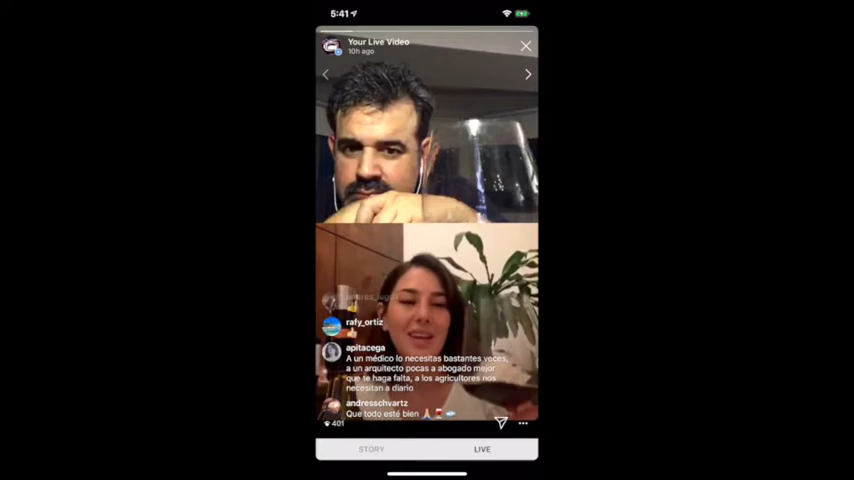 5:41
Your Live Video
10h ago
rafy_ortiz
apitacega
A un médico lo necesitas bastantes veces,
a un arquitecto pocas a abogado mejor
que te haga falta, a los agricultores nos
necesitan a diario
andresschvartz
Que todo esté bien 🙏🍷
401
STORY
LIVE